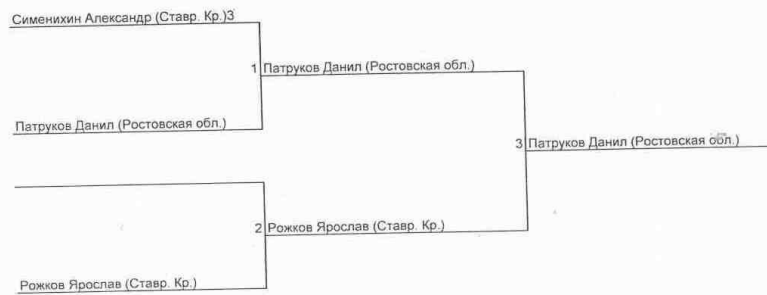 Сименихин Александр (Ставр. Кр.)3
1 Патруков Данил (Ростовская обл.)
Патруков Данил (Ростовская обл.)
3 Патруков Данил (Ростовская обл.)
2 Рожков Ярослав (Ставр. Кр.)
Рожков Ярослав (Ставр. Кр.)